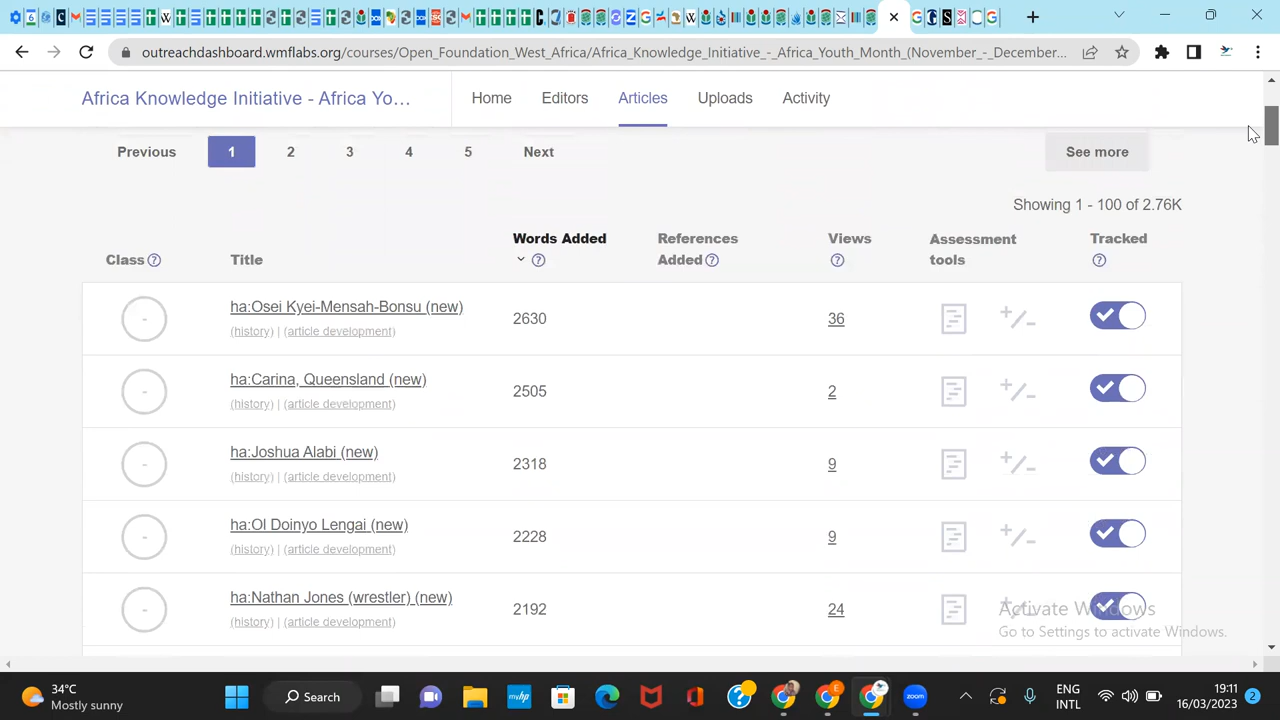 outreachdashboard.wmflabs.org/courses/Open_Foundation_West_Africa/Africa_Knowledge_Initiative_-_Africa_Youth_Month_(November_-_December...
Africa Knowledge Initiative - Africa Yo...
Home
Editors
Articles
Uploads
Activity
Previous
1
2
3
4
5
Next
See more
Showing 1 - 100 of 2.76K
Class ?
Title
Words Added ?
References Added ?
Views ?
Assessment tools
Tracked ?
ha:Osei Kyei-Mensah-Bonsu (new)
(history) | (article development)
2630
36
ha:Carina, Queensland (new)
(history) | (article development)
2505
2
ha:Joshua Alabi (new)
(history) | (article development)
2318
9
ha:Ol Doinyo Lengai (new)
(history) | (article development)
2228
9
ha:Nathan Jones (wrestler) (new)
(history) | (article development)
2192
24
Activate Windows
Go to Settings to activate Windows.
34°C
Mostly sunny
Search
myhp
zoom
ENG
INTL
19:11
16/03/2023
2